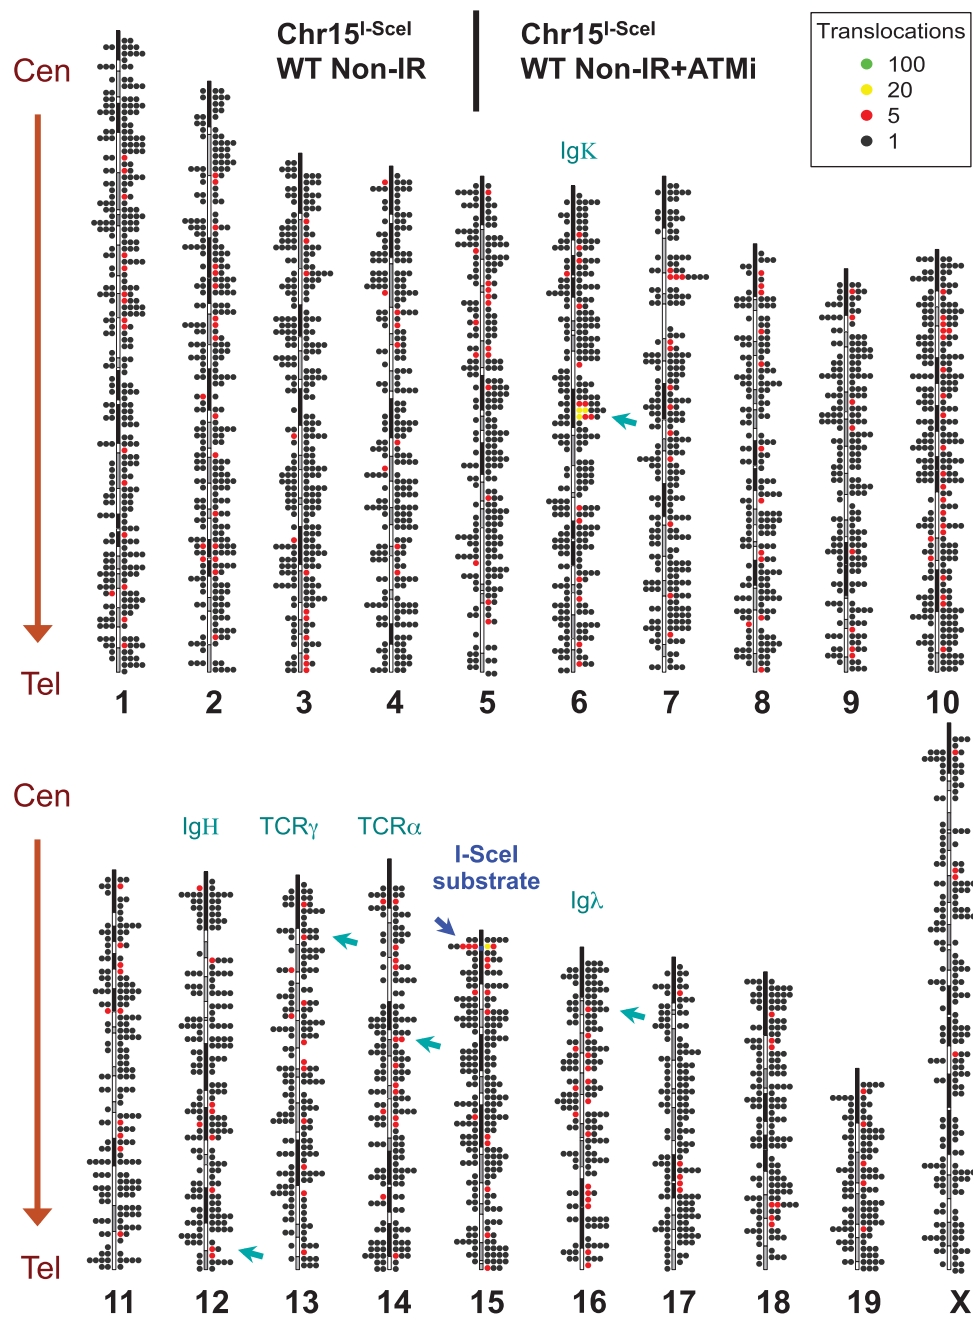 Chr15I-SceI
WT Non-IR
Chr15I-SceI
WT Non-IR+ATMi
Translocations
100
20
5
1
Cen
IgK
Tel
1 2 3 4 5 6 7 8 9 10
Cen
IgH
TCRγ
TCRα
I-SceI
substrate
Igλ
Tel
11 12 13 14 15 16 17 18 19 X